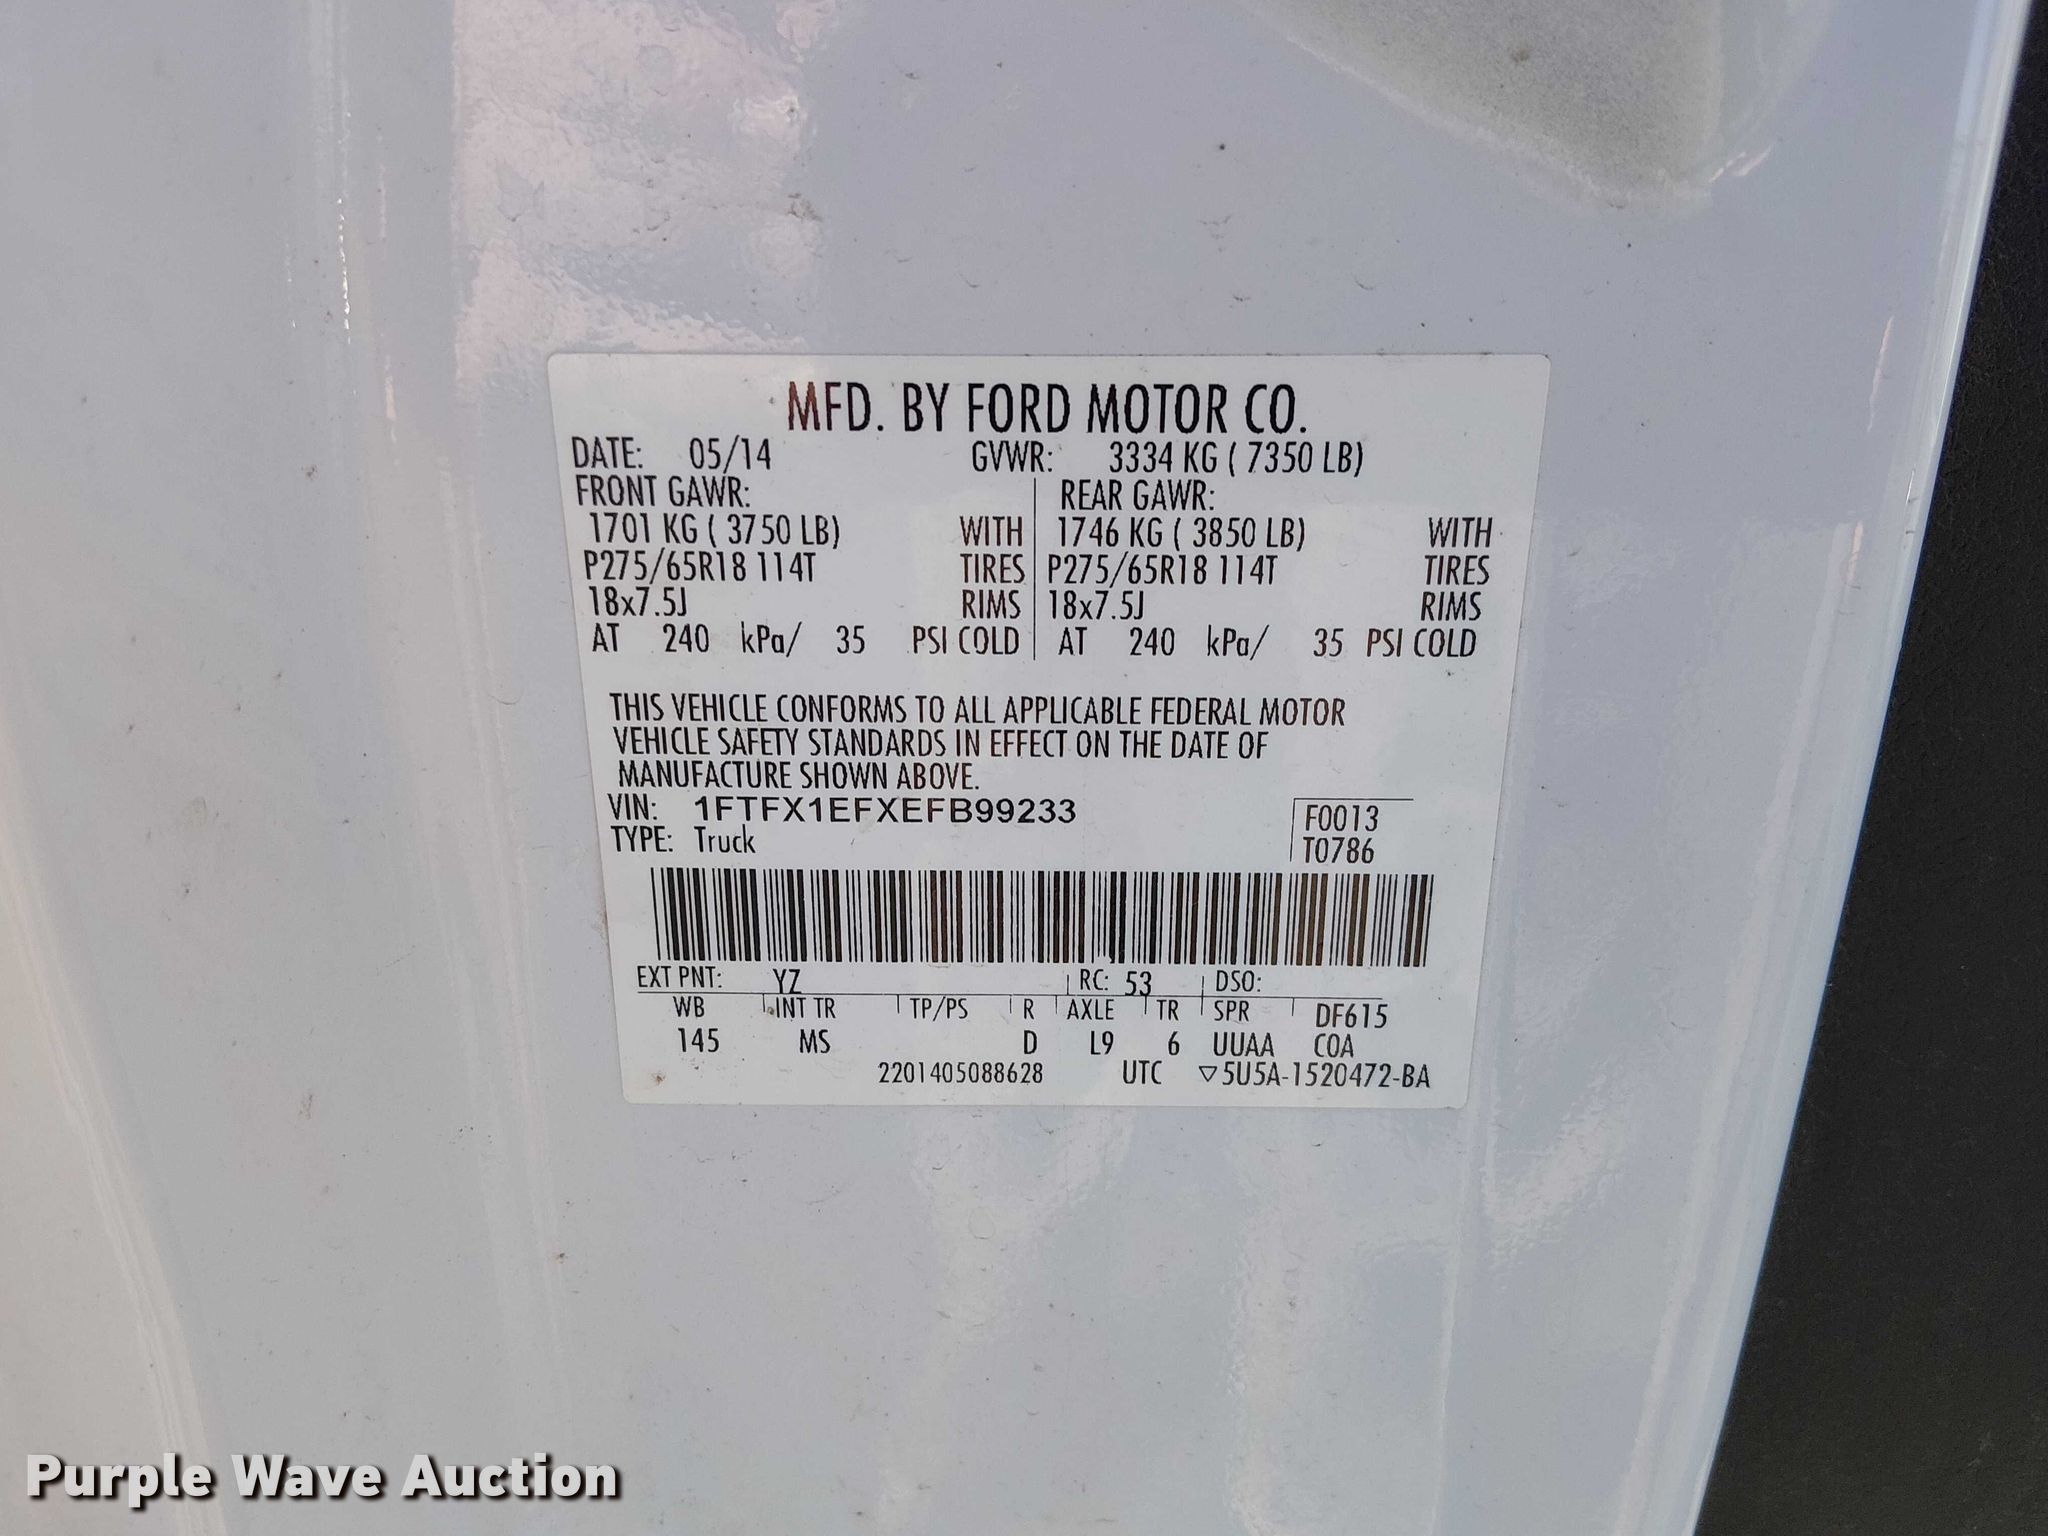 MFD. BY FORD MOTOR CO.
DATE: 05/14 GVWR: 3334 KG ( 7350 LB)
FRONT GAWR: REAR GAWR:
1701 KG ( 3750 LB) WITH 1746 KG ( 3850 LB) WITH
P275/65R18 114T TIRES P275/65R18 114T TIRES
18x7.5J RIMS 18x7.5J RIMS
AT 240 kPa/ 35 PSI COLD AT 240 kPa/ 35 PSI COLD
THIS VEHICLE CONFORMS TO ALL APPLICABLE FEDERAL MOTOR
VEHICLE SAFETY STANDARDS IN EFFECT ON THE DATE OF
MANUFACTURE SHOWN ABOVE.
VIN: 1FTFX1EFXEFB99233 F0013
TYPE: Truck T0786
EXT PNT: YZ RC: 53 DSO:
WB INT TR TP/PS R AXLE TR SPR DF615
145 MS D L9 6 UUAA COA
2201405088628 UTC ▽5U5A-1520472-BA
Purple Wave Auction